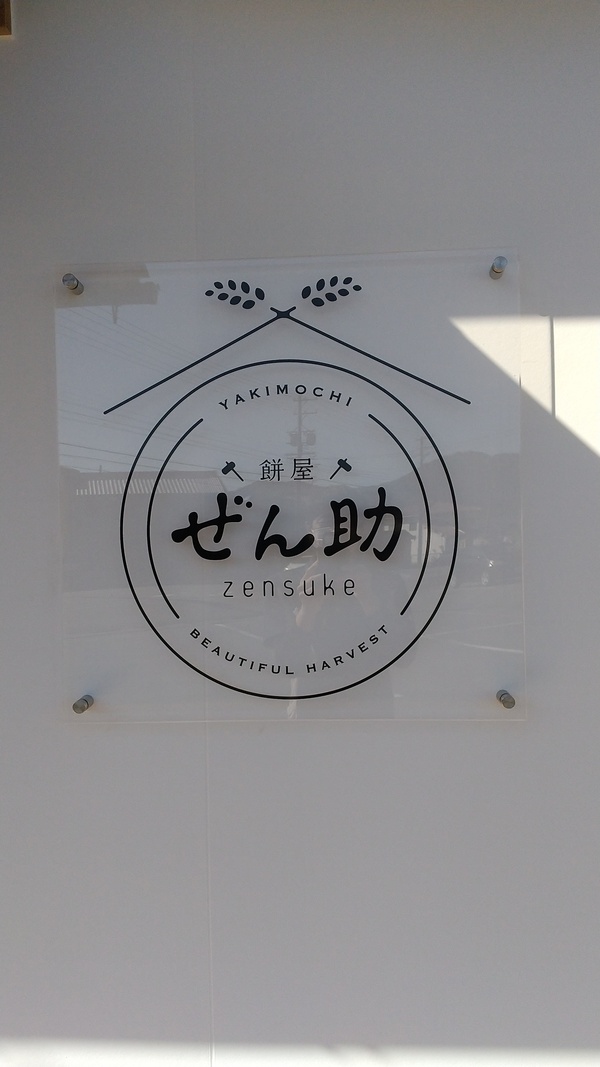 YAKIMOCHI
餅屋
ぜん助
zensuke
BEAUTIFUL HARVEST